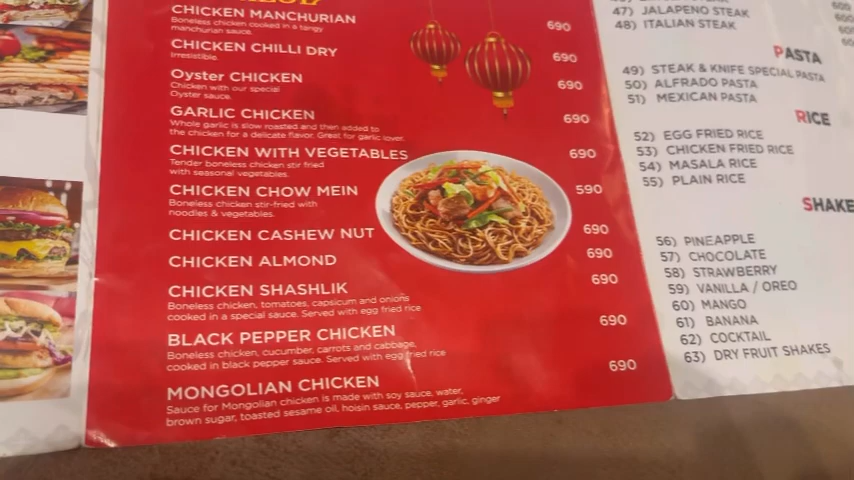 CHICKEN MANCHURIAN 690
Boneless chicken cooked in a tangy
manchurian sauce.
CHICKEN CHILLI DRY 690
Irresistible.
Oyster CHICKEN 690
Chicken with our special
Oyster sauce.
GARLIC CHICKEN 690
Whole garlic is slow roasted and then added to
the chicken for a delicate flavor. Great for garlic lover.
CHICKEN WITH VEGETABLES 690
Tender boneless chicken stir fried
with seasonal vegetables.
CHICKEN CHOW MEIN 590
Boneless chicken stir-fried with
noodles & vegetables.
CHICKEN CASHEW NUT 690
CHICKEN ALMOND 690
CHICKEN SHASHLIK 690
Boneless chicken, tomatoes, capsicum and onions
cooked in a special sauce. Served with egg fried rice
BLACK PEPPER CHICKEN 690
Boneless chicken, cucumber, carrots and cabbage,
cooked in black pepper sauce. Served with egg fried rice
MONGOLIAN CHICKEN 690
Sauce for Mongolian chicken is made with soy sauce, water,
brown sugar, toasted sesame oil, hoisin sauce, pepper, garlic, ginger
47) JALAPENO STEAK
48) ITALIAN STEAK
PASTA
49) STEAK & KNIFE SPECIAL PASTA
50) ALFRADO PASTA
51) MEXICAN PASTA
RICE
52) EGG FRIED RICE
53) CHICKEN FRIED RICE
54) MASALA RICE
55) PLAIN RICE
SHAKE
56) PINEAPPLE
57) CHOCOLATE
58) STRAWBERRY
59) VANILLA / OREO
60) MANGO
61) BANANA
62) COCKTAIL
63) DRY FRUIT SHAKES